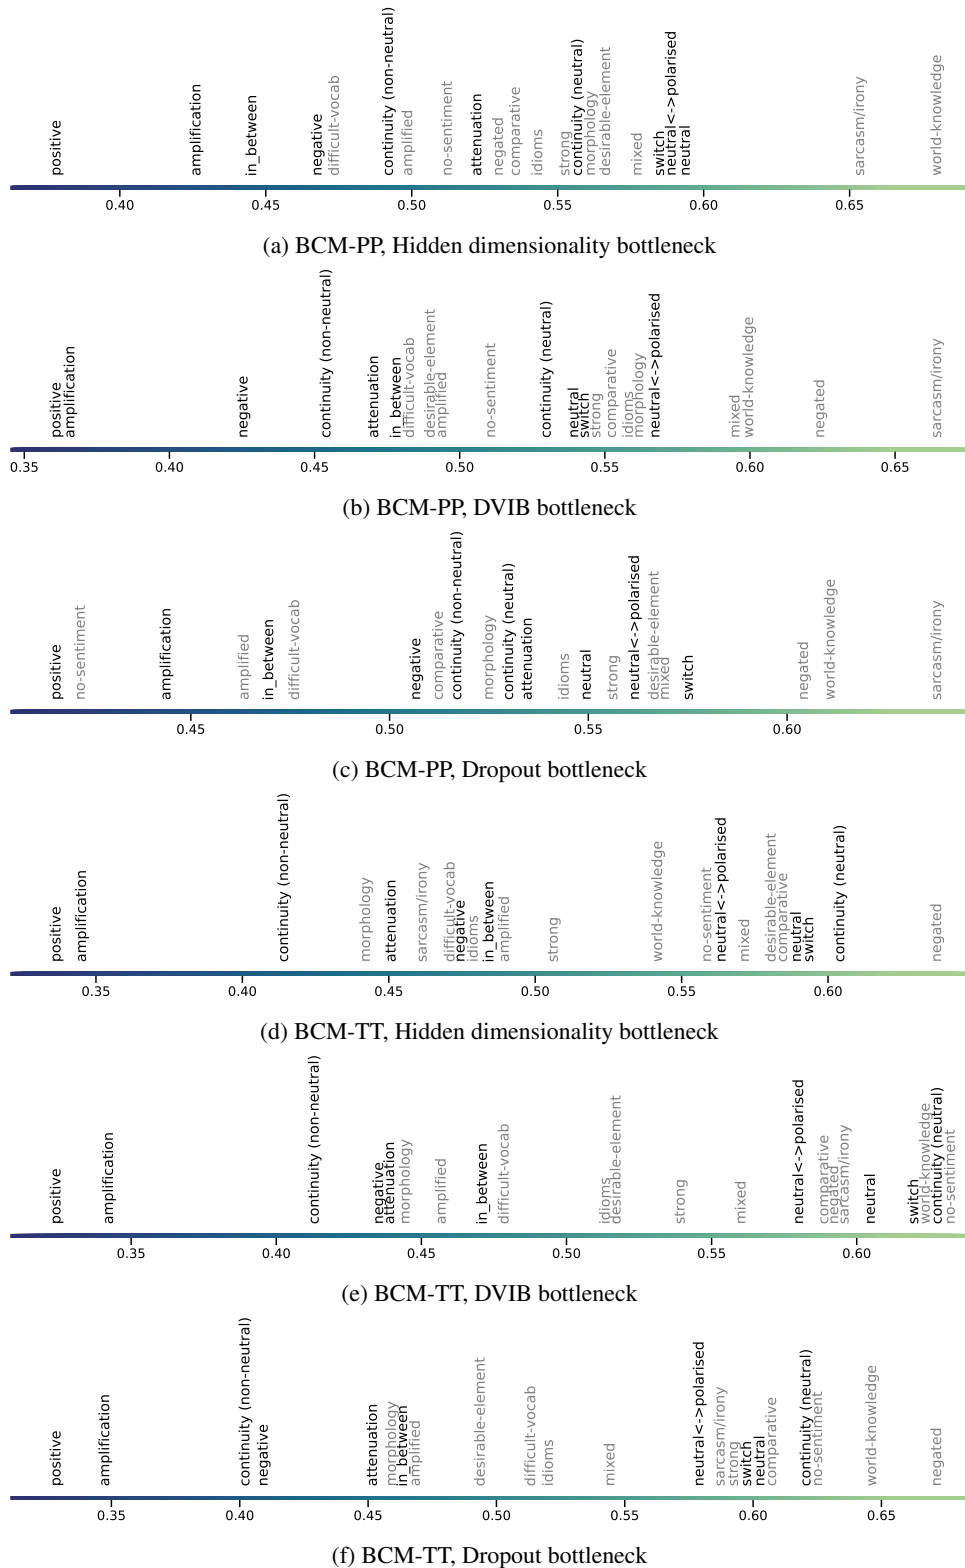 positive amplification in_between negative difficult-vocab continuity (non-neutral) amplified no-sentiment attenuation negated comparative idioms strong continuity (neutral) morphology desirable-element mixed switch neutral<->polarised neutral sarcasm/irony world-knowledge
0.40 0.45 0.50 0.55 0.60 0.65
(a) BCM-PP, Hidden dimensionality bottleneck
positive amplification negative continuity (non-neutral) attenuation in_between difficult-vocab desirable-element amplified no-sentiment continuity (neutral) neutral switch strong comparative idioms morphology neutral<->polarised mixed world-knowledge negated sarcasm/irony
0.35 0.40 0.45 0.50 0.55 0.60 0.65
(b) BCM-PP, DVIB bottleneck
positive no-sentiment amplification amplified in_between difficult-vocab negative comparative continuity (non-neutral) morphology continuity (neutral) attenuation idioms neutral strong neutral<->polarised desirable-element mixed switch negated world-knowledge sarcasm/irony
0.45 0.50 0.55 0.60
(c) BCM-PP, Dropout bottleneck
positive amplification continuity (non-neutral) morphology attenuation sarcasm/irony difficult-vocab negative idioms in_between amplified strong world-knowledge no-sentiment neutral<->polarised mixed desirable-element comparative neutral switch continuity (neutral) negated
0.35 0.40 0.45 0.50 0.55 0.60
(d) BCM-TT, Hidden dimensionality bottleneck
positive amplification continuity (non-neutral) negative attenuation morphology amplified in_between difficult-vocab idioms desirable-element strong mixed neutral<->polarised comparative negated sarcasm/irony neutral switch world-knowledge continuity (neutral) no-sentiment
0.35 0.40 0.45 0.50 0.55 0.60
(e) BCM-TT, DVIB bottleneck
positive amplification continuity (non-neutral) negative attenuation morphology in_between amplified desirable-element difficult-vocab idioms mixed neutral<->polarised sarcasm/irony strong switch neutral comparative continuity (neutral) no-sentiment world-knowledge negated
0.35 0.40 0.45 0.50 0.55 0.60 0.65
(f) BCM-TT, Dropout bottleneck